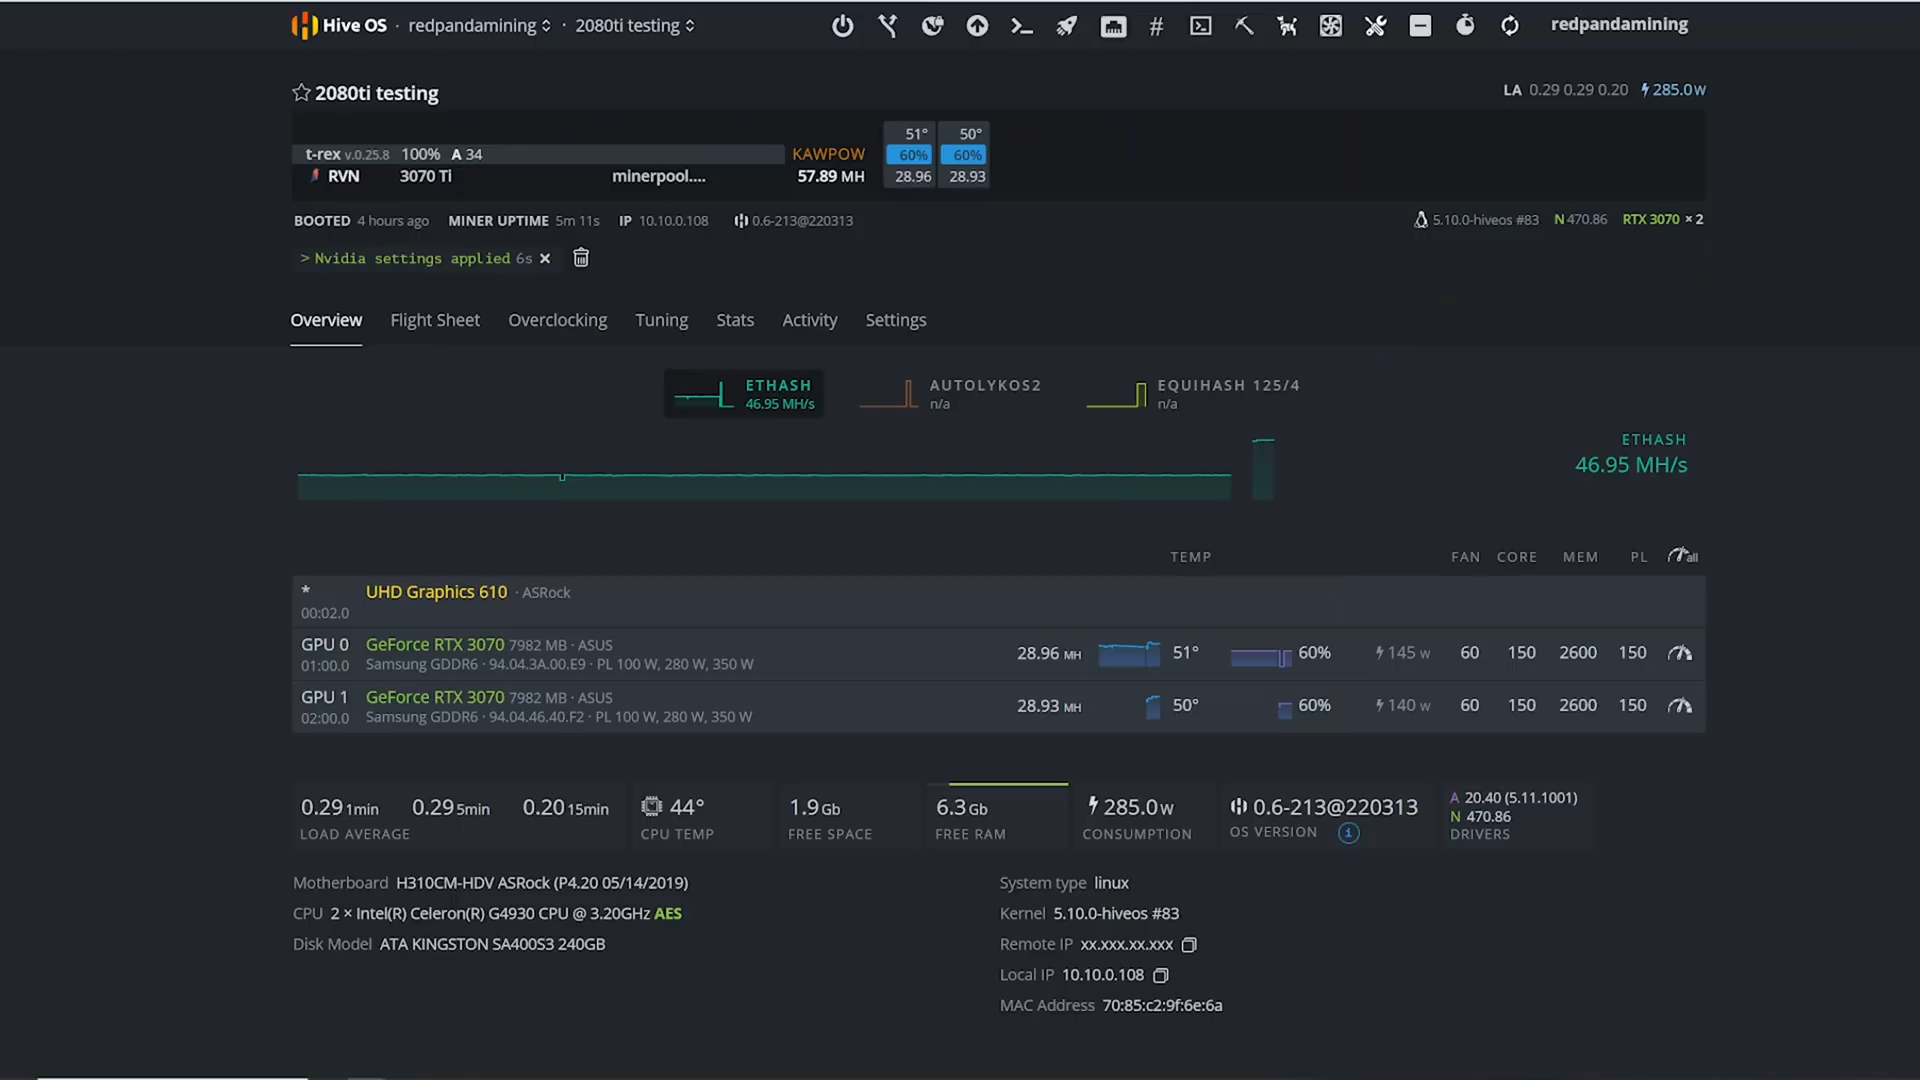 Hive OS · redpandamining · 2080ti testing
# redpandamining
2080ti testing
LA 0.29 0.29 0.20 285.0 W
51° 50°
t-rex v.0.25.8 100% A 34 KAWPOW 60% 60%
RVN 3070 Ti minerpool.... 57.89 MH 28.96 28.93
BOOTED 4 hours ago MINER UPTIME 5m 11s IP 10.10.0.108 0.6-213@220313 5.10.0-hiveos #83 N 470.86 RTX 3070 × 2
> Nvidia settings applied 6s ×
Overview Flight Sheet Overclocking Tuning Stats Activity Settings
ETHASH AUTOLYKOS2 EQUIHASH 125/4
46.95 MH/s n/a n/a
ETHASH
46.95 MH/s
TEMP FAN CORE MEM PL all
* UHD Graphics 610 · ASRock
00:02.0
GPU 0 GeForce RTX 3070 7982 MB · ASUS
01:00.0 Samsung GDDR6 · 94.04.3A.00.E9 · PL 100 W, 280 W, 350 W
28.96 MH 51° 60% 145 W 60 150 2600 150
GPU 1 GeForce RTX 3070 7982 MB · ASUS
02:00.0 Samsung GDDR6 · 94.04.46.40.F2 · PL 100 W, 280 W, 350 W
28.93 MH 50° 60% 140 W 60 150 2600 150
0.29 1min 0.29 5min 0.20 15min
LOAD AVERAGE
44°
CPU TEMP
1.9 Gb
FREE SPACE
6.3 Gb
FREE RAM
285.0 W
CONSUMPTION
0.6-213@220313
OS VERSION i
A 20.40 (5.11.1001)
N 470.86
DRIVERS
Motherboard H310CM-HDV ASRock (P4.20 05/14/2019)
CPU 2 × Intel(R) Celeron(R) G4930 CPU @ 3.20GHz AES
Disk Model ATA KINGSTON SA400S3 240GB
System type linux
Kernel 5.10.0-hiveos #83
Remote IP xx.xxx.xx.xxx
Local IP 10.10.0.108
MAC Address 70:85:c2:9f:6e:6a